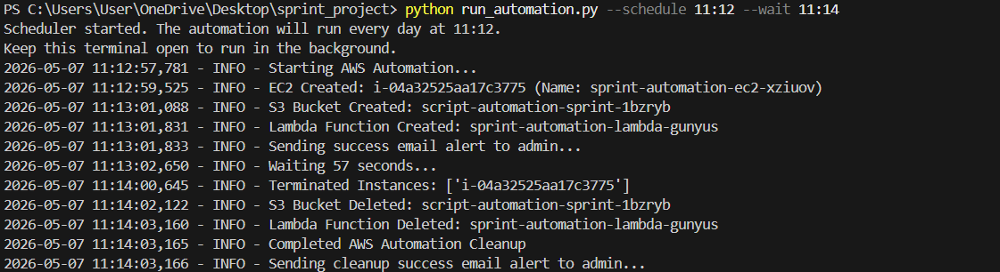 PS C:\Users\User\OneDrive\Desktop\sprint_project> python run_automation.py --schedule 11:12 --wait 11:14
Scheduler started. The automation will run every day at 11:12.
Keep this terminal open to run in the background.
2026-05-07 11:12:57,781 - INFO - Starting AWS Automation...
2026-05-07 11:12:59,525 - INFO - EC2 Created: i-04a32525aa17c3775 (Name: sprint-automation-ec2-xziuov)
2026-05-07 11:13:01,088 - INFO - S3 Bucket Created: script-automation-sprint-1bzryb
2026-05-07 11:13:01,831 - INFO - Lambda Function Created: sprint-automation-lambda-gunyus
2026-05-07 11:13:01,833 - INFO - Sending success email alert to admin...
2026-05-07 11:13:02,650 - INFO - Waiting 57 seconds...
2026-05-07 11:14:00,645 - INFO - Terminated Instances: ['i-04a32525aa17c3775']
2026-05-07 11:14:02,122 - INFO - S3 Bucket Deleted: script-automation-sprint-1bzryb
2026-05-07 11:14:03,160 - INFO - Lambda Function Deleted: sprint-automation-lambda-gunyus
2026-05-07 11:14:03,165 - INFO - Completed AWS Automation Cleanup
2026-05-07 11:14:03,166 - INFO - Sending cleanup success email alert to admin...